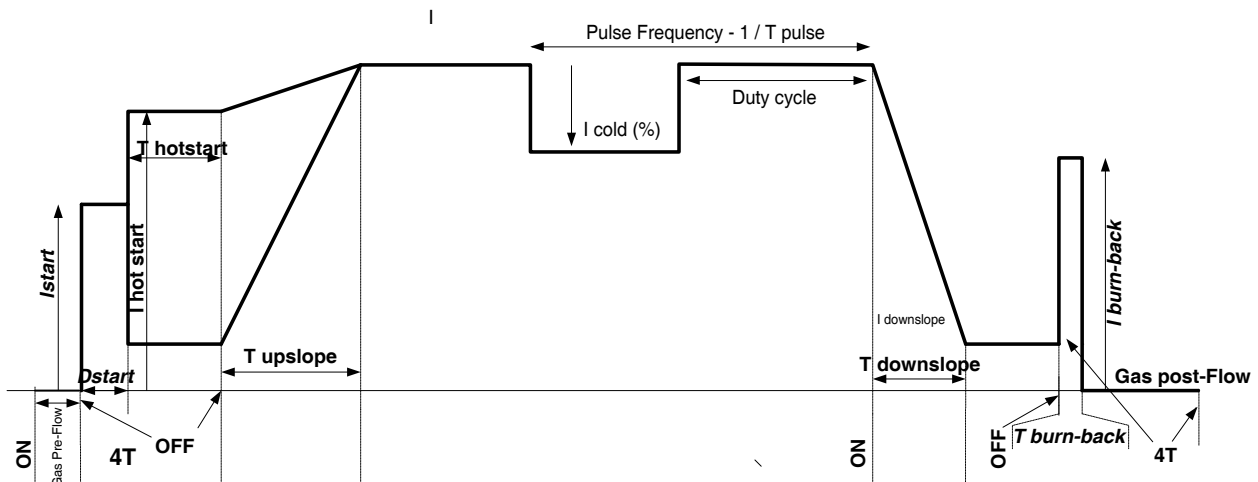 I
Pulse Frequency - 1 / T pulse
Duty cycle
I cold (%)
T hotstart
I hot start
Istart
Dstart
T upslope
I downslope
T downslope
I burn-back
Gas post-Flow
ON
Gas Pre-Flow
4T
OFF
ON
OFF
T burn-back
4T